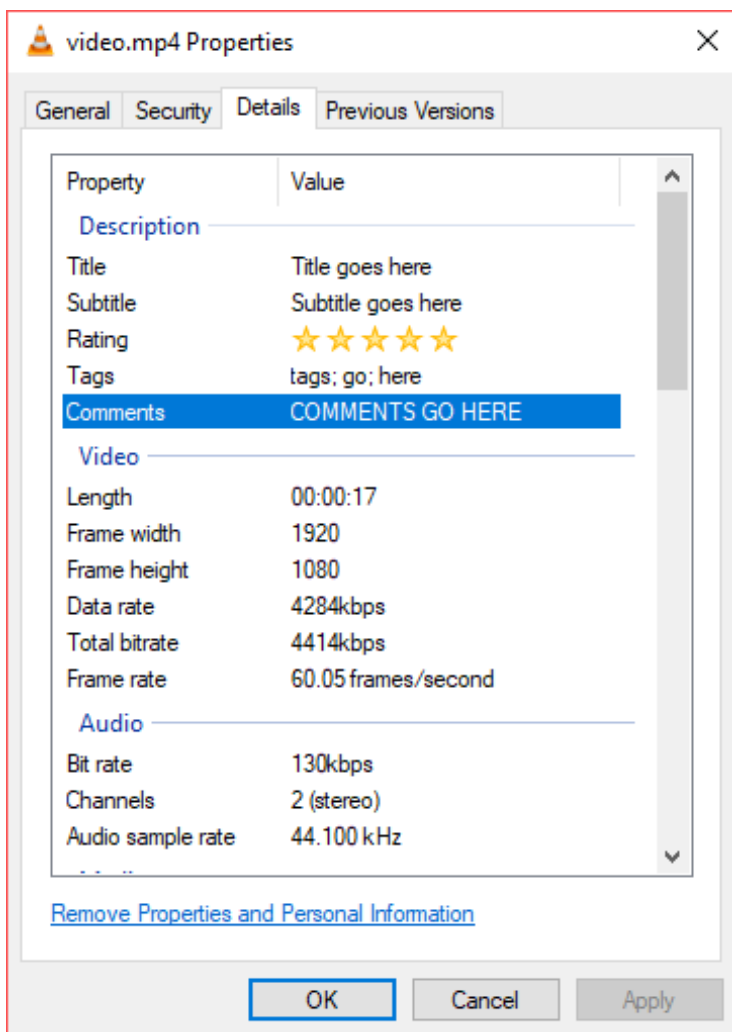 video.mp4 Properties
General Security Details Previous Versions
Property Value
Description
Title Title goes here
Subtitle Subtitle goes here
Rating
Tags tags; go; here
Comments COMMENTS GO HERE
Video
Length 00:00:17
Frame width 1920
Frame height 1080
Data rate 4284kbps
Total bitrate 4414kbps
Frame rate 60.05 frames/second
Audio
Bit rate 130kbps
Channels 2 (stereo)
Audio sample rate 44.100 kHz
Remove Properties and Personal Information
OK Cancel Apply